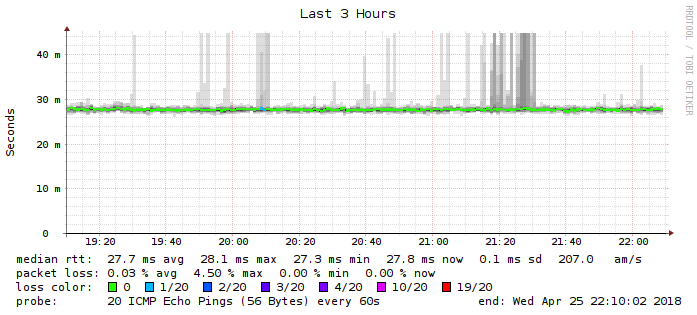 Last 3 Hours
RRDTOOL / TOBI OETIKER
Seconds
40 m
30 m
20 m
10 m
0
19:20 19:40 20:00 20:20 20:40 21:00 21:20 21:40 22:00
median rtt: 27.7 ms avg 28.1 ms max 27.3 ms min 27.8 ms now 0.1 ms sd 207.0 am/s
packet loss: 0.03 % avg 4.50 % max 0.00 % min 0.00 % now
loss color: 0 1/20 2/20 3/20 4/20 10/20 19/20
probe: 20 ICMP Echo Pings (56 Bytes) every 60s end: Wed Apr 25 22:10:02 2018